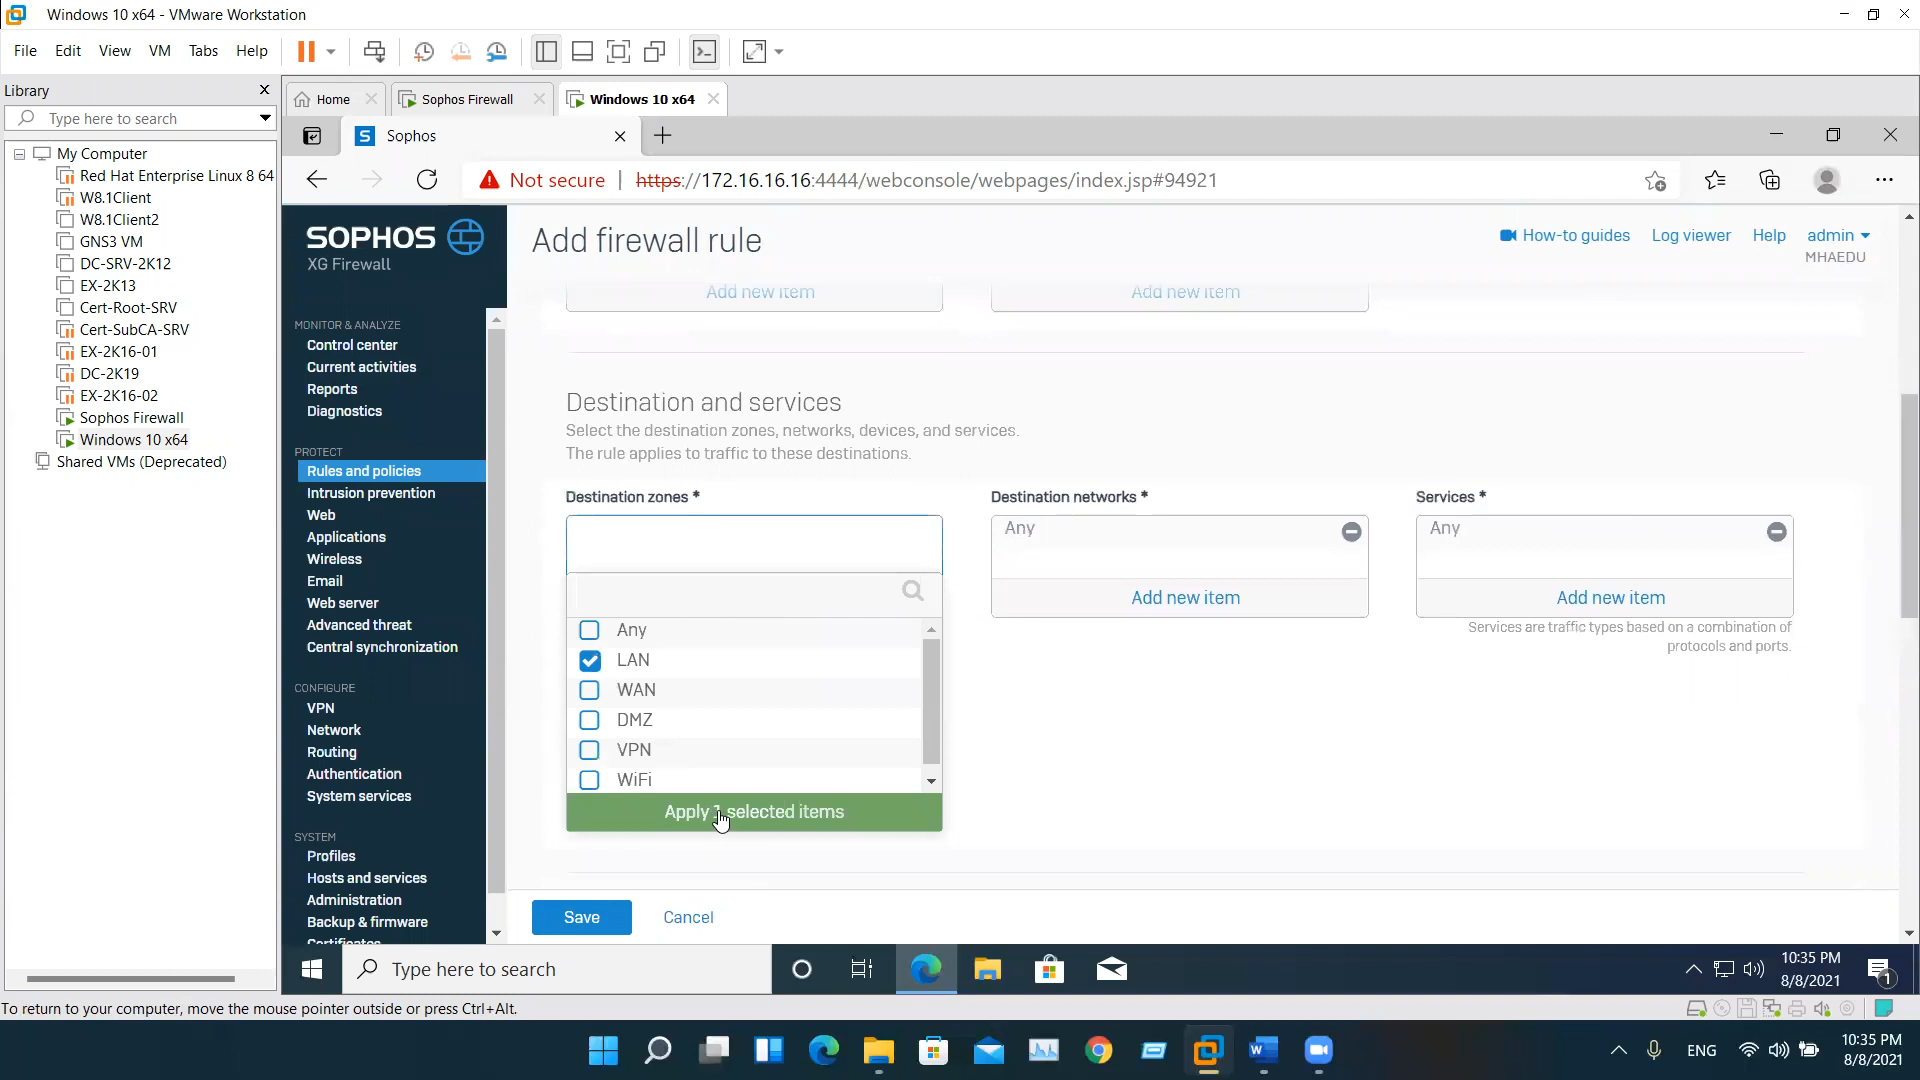 Windows 10 x64 - VMware Workstation
File Edit View VM Tabs Help
Library
Type here to search
My Computer
Red Hat Enterprise Linux 8 64
W8.1Client
W8.1Client2
GNS3 VM
DC-SRV-2K12
EX-2K13
Cert-Root-SRV
Cert-SubCA-SRV
EX-2K16-01
DC-2K19
EX-2K16-02
Sophos Firewall
Windows 10 x64
Shared VMs (Deprecated)
Home Sophos Firewall Windows 10 x64
S Sophos
Not secure | https://172.16.16.16:4444/webconsole/webpages/index.jsp#94921
SOPHOS
XG Firewall
MONITOR & ANALYZE
Control center
Current activities
Reports
Diagnostics
PROTECT
Rules and policies
Intrusion prevention
Web
Applications
Wireless
Email
Web server
Advanced threat
Central synchronization
CONFIGURE
VPN
Network
Routing
Authentication
System services
SYSTEM
Profiles
Hosts and services
Administration
Backup & firmware
Certificates
Add firewall rule
How-to guides Log viewer Help admin
MHAEDU
Add new item Add new item
Destination and services
Select the destination zones, networks, devices, and services.
The rule applies to traffic to these destinations.
Destination zones * Destination networks * Services *
Any Any
Add new item Add new item
Services are traffic types based on a combination of
protocols and ports.
Any
LAN
WAN
DMZ
VPN
WiFi
Apply 1 selected items
Save Cancel
Type here to search
10:35 PM
8/8/2021
1
To return to your computer, move the mouse pointer outside or press Ctrl+Alt.
ENG
10:35 PM
8/8/2021